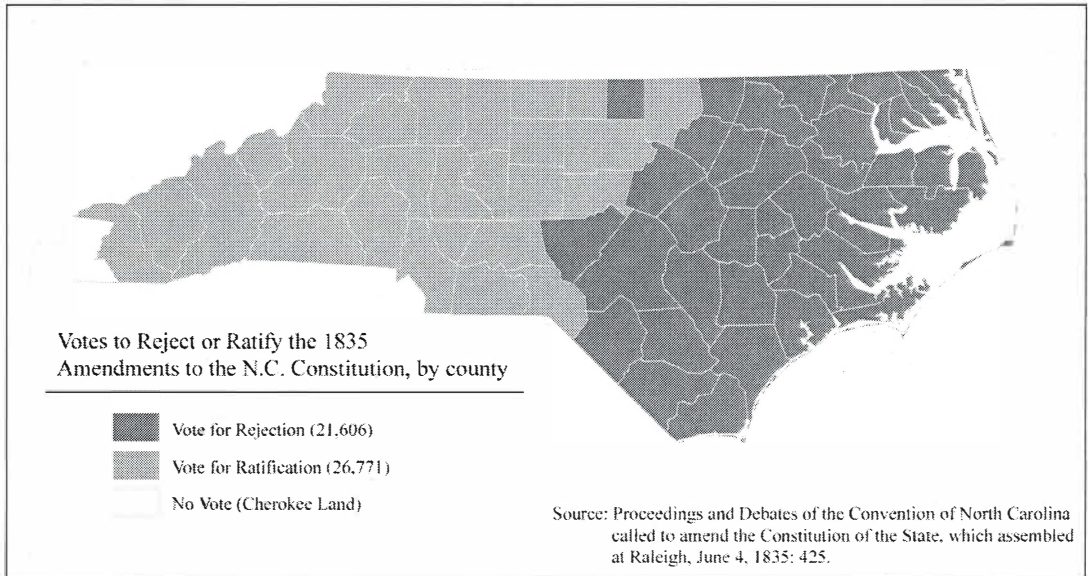 Votes to Reject or Ratify the 1835
Amendments to the N.C. Constitution, by county
Vote for Rejection (21,606)
Vote for Ratification (26,771)
No Vote (Cherokee Land)
Source: Proceedings and Debates of the Convention of North Carolina
called to amend the Constitution of the State, which assembled
at Raleigh, June 4, 1835: 425.